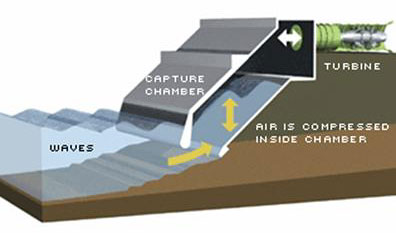 TURBINE
CAPTURE
CHAMBER
AIR IS COMPRESSED
INSIDE CHAMBER
WAVES